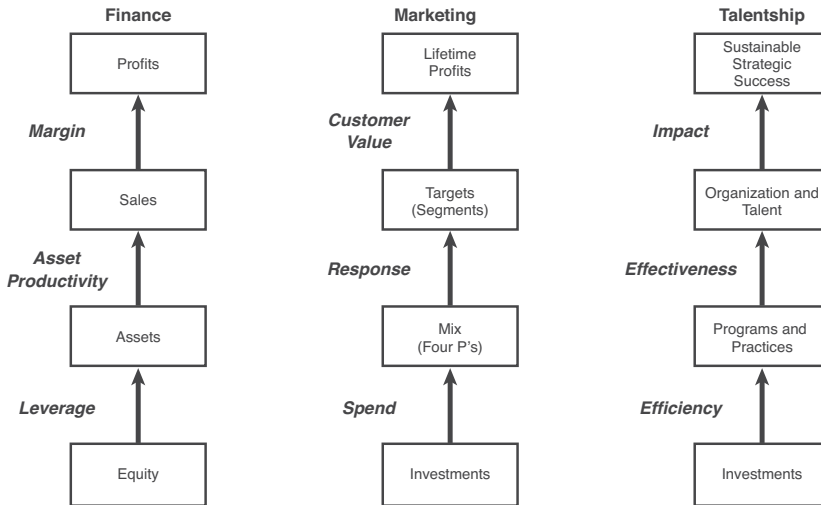 Finance
Profits
Margin
Sales
Asset
Productivity
Assets
Leverage
Equity
Marketing
Lifetime
Profits
Customer
Value
Targets
(Segments)
Response
Mix
(Four P's)
Spend
Investments
Talentship
Sustainable
Strategic
Success
Impact
Organization and
Talent
Effectiveness
Programs and
Practices
Efficiency
Investments